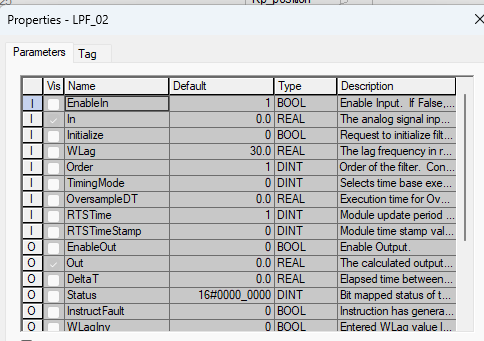 Rp_position
Properties - LPF_02
Parameters Tag
Vis Name Default Type Description
I EnableIn 1 BOOL Enable Input. If False,...
I In 0.0 REAL The analog signal input...
I Initialize 0 BOOL Request to initialize filt...
I WLag 30.0 REAL The lag frequency in r...
I Order 1 DINT Order of the filter. Con...
I TimingMode 0 DINT Selects time base exe...
I OversampleDT 0.0 REAL Execution time for Ov...
I RTSTime 1 DINT Module update period ...
I RTSTimeStamp 0 DINT Module time stamp val...
O EnableOut 0 BOOL Enable Output.
O Out 0.0 REAL The calculated output...
O DeltaT 0.0 REAL Elapsed time between...
O Status 16#0000_0000 DINT Bit mapped status of t...
O InstructFault 0 BOOL Instruction has genera...
O WLagInv 0 BOOL Entered WLag value l...